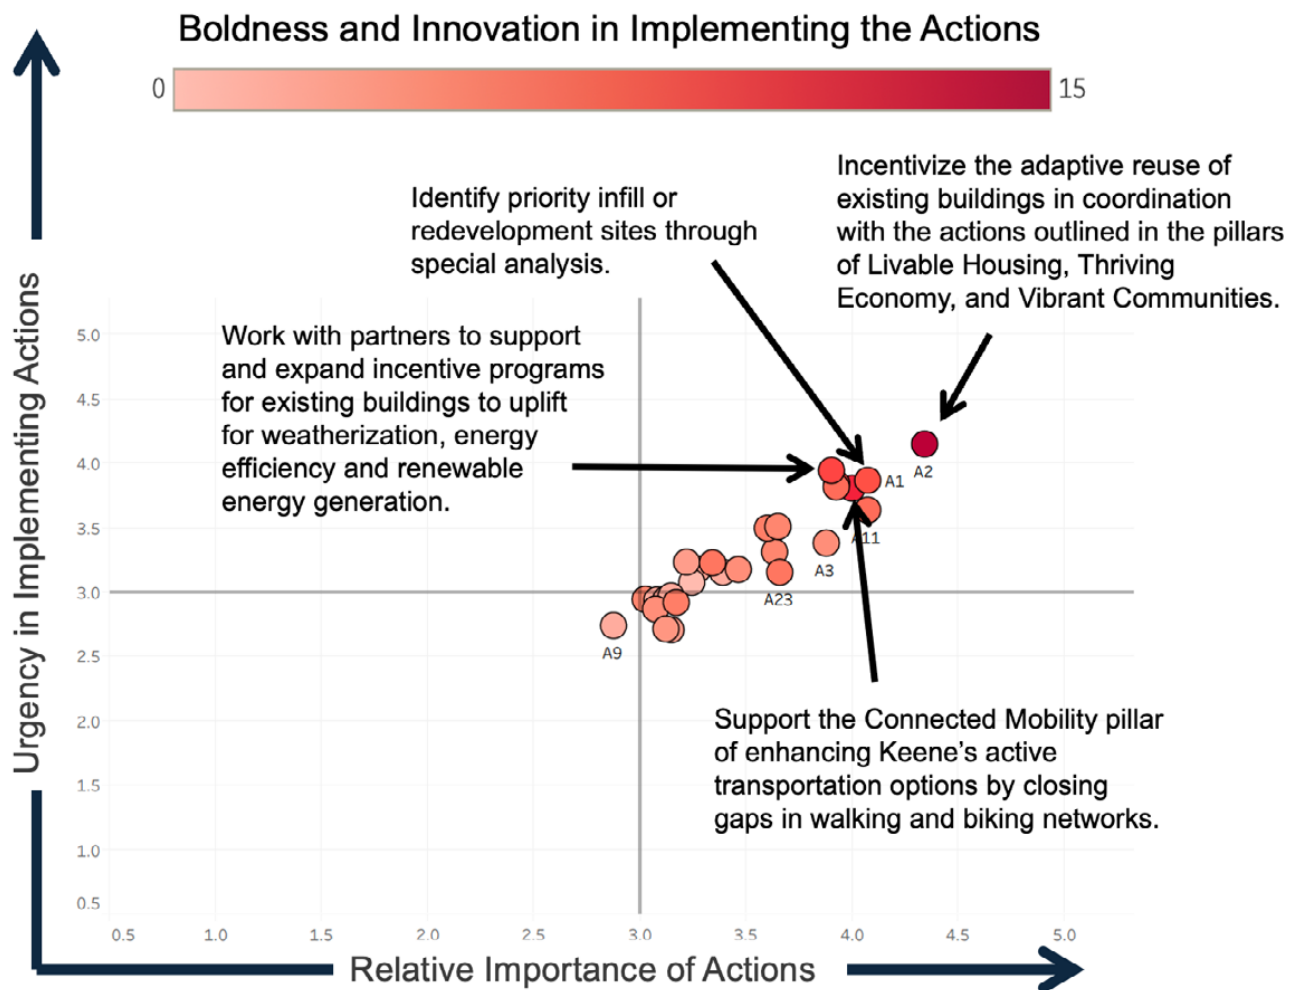 Boldness and Innovation in Implementing the Actions
0
15
Incentivize the adaptive reuse of
existing buildings in coordination
with the actions outlined in the pillars
of Livable Housing, Thriving
Economy, and Vibrant Communities.
Identify priority infill or
redevelopment sites through
special analysis.
Work with partners to support
and expand incentive programs
for existing buildings to uplift
for weatherization, energy
efficiency and renewable
energy generation.
Urgency in Implementing Actions
5.0
4.5
4.0
3.5
3.0
2.5
2.0
1.5
1.0
0.5
A2
A1
A11
A3
A23
A9
Support the Connected Mobility pillar
of enhancing Keene’s active
transportation options by closing
gaps in walking and biking networks.
0.5 1.0 1.5 2.0 2.5 3.0 3.5 4.0 4.5 5.0
Relative Importance of Actions